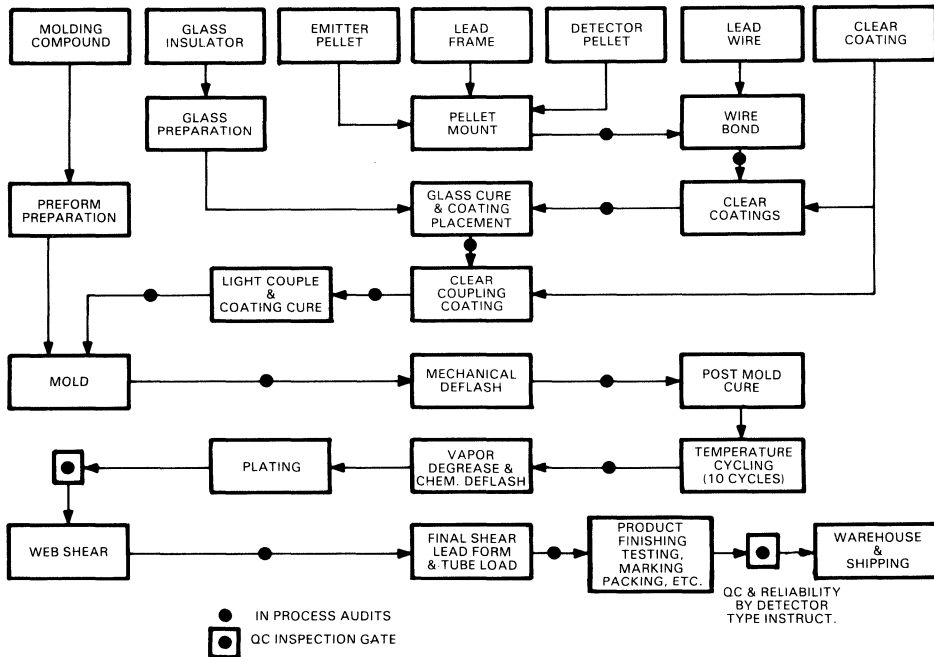 MOLDING
COMPOUND
GLASS
INSULATOR
EMITTER
PELLET
LEAD
FRAME
DETECTOR
PELLET
LEAD
WIRE
CLEAR
COATING
GLASS
PREPARATION
PELLET
MOUNT
WIRE
BOND
PREFORM
PREPARATION
GLASS CURE
& COATING
PLACEMENT
CLEAR
COATINGS
LIGHT COUPLE
&
COATING CURE
CLEAR
COUPLING
COATING
MOLD
MECHANICAL
DEFLASH
POST MOLD
CURE
PLATING
VAPOR
DEGREASE &
CHEM. DEFLASH
TEMPERATURE
CYCLING
(10 CYCLES)
WEB SHEAR
FINAL SHEAR
LEAD FORM
& TUBE LOAD
PRODUCT
FINISHING
TESTING,
MARKING
PACKING, ETC.
WAREHOUSE
&
SHIPPING
QC & RELIABILITY
BY DETECTOR
TYPE INSTRUCT.
IN PROCESS AUDITS
QC INSPECTION GATE